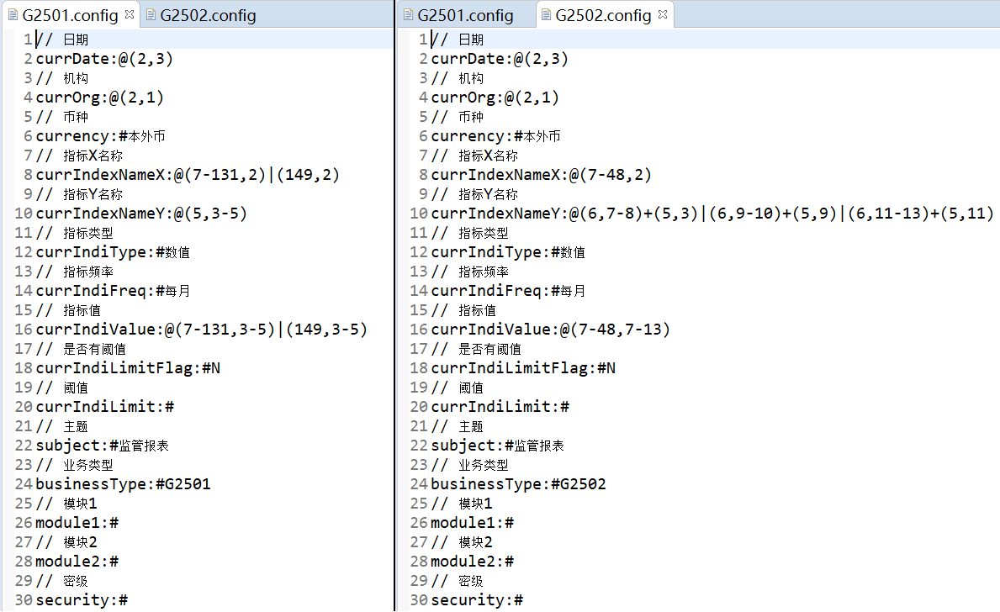 G2501.config
G2502.config
1 // 日期
2 currDate:@(2,3)
3 // 机构
4 currOrg:@(2,1)
5 // 币种
6 currency:#本外币
7 // 指标X名称
8 currIndexNameX:@(7-131,2)|(149,2)
9 // 指标Y名称
10 currIndexNameY:@(5,3-5)
11 // 指标类型
12 currIndiType:#数值
13 // 指标频率
14 currIndiFreq:#每月
15 // 指标值
16 currIndiValue:@(7-131,3-5)|(149,3-5)
17 // 是否有阈值
18 currIndiLimitFlag:#N
19 // 阈值
20 currIndiLimit:#
21 // 主题
22 subject:#监管报表
23 // 业务类型
24 businessType:#G2501
25 // 模块1
26 module1:#
27 // 模块2
28 module2:#
29 // 密级
30 security:#
G2501.config
G2502.config
1 // 日期
2 currDate:@(2,3)
3 // 机构
4 currOrg:@(2,1)
5 // 币种
6 currency:#本外币
7 // 指标X名称
8 currIndexNameX:@(7-48,2)
9 // 指标Y名称
10 currIndexNameY:@(6,7-8)+(5,3)|(6,9-10)+(5,9)|(6,11-13)+(5,11)
11 // 指标类型
12 currIndiType:#数值
13 // 指标频率
14 currIndiFreq:#每月
15 // 指标值
16 currIndiValue:@(7-48,7-13)
17 // 是否有阈值
18 currIndiLimitFlag:#N
19 // 阈值
20 currIndiLimit:#
21 // 主题
22 subject:#监管报表
23 // 业务类型
24 businessType:#G2502
25 // 模块1
26 module1:#
27 // 模块2
28 module2:#
29 // 密级
30 security:#